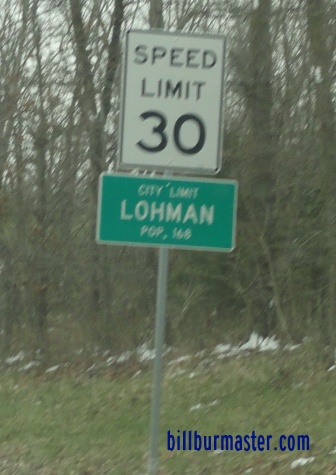 SPEED
LIMIT
30
CITY LIMIT
LOHMAN
POP. 168
billburmaster.com